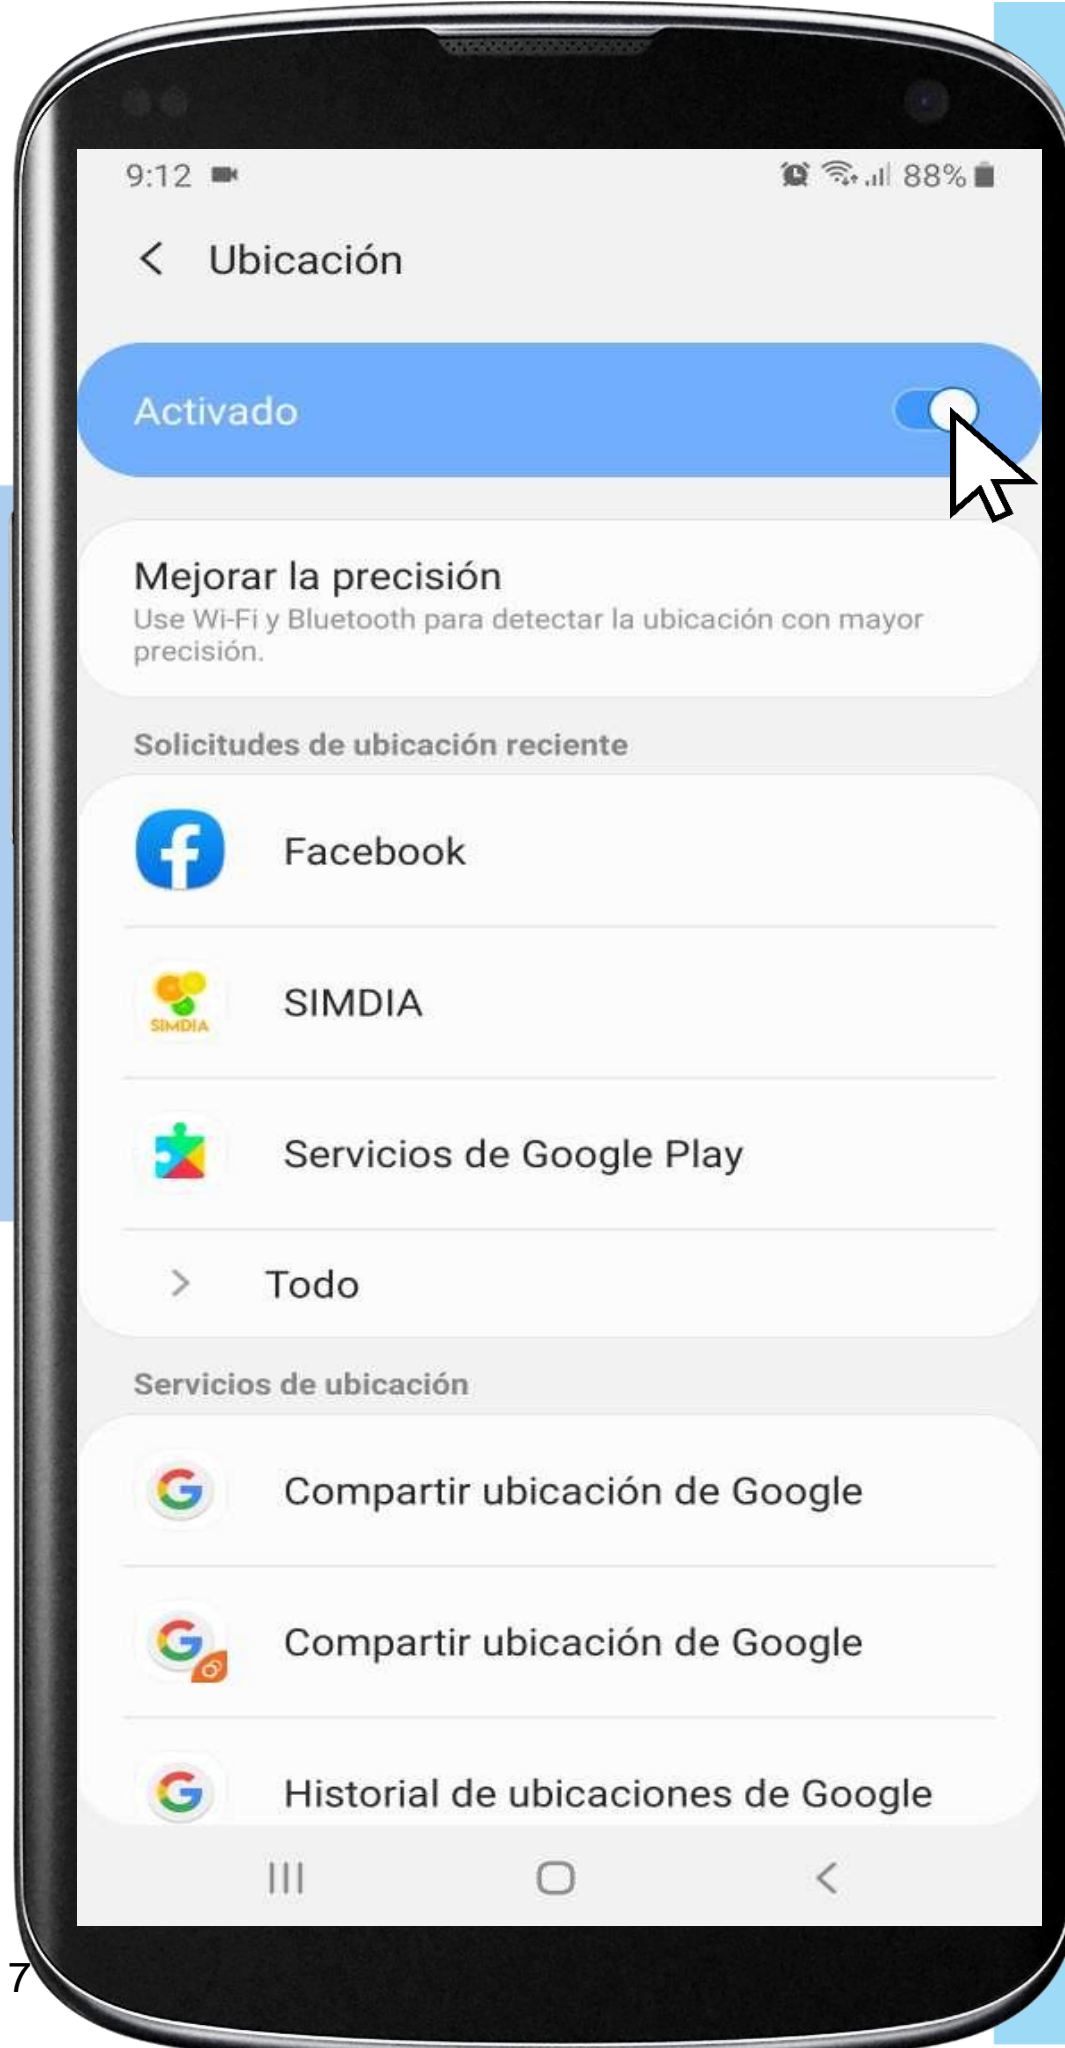 9:12
88%
Ubicación
Activado
Mejorar la precisión
Use Wi-Fi y Bluetooth para detectar la ubicación con mayor
precisión.
Solicitudes de ubicación reciente
Facebook
SIMDIA
SIMDIA
Servicios de Google Play
Todo
Servicios de ubicación
Compartir ubicación de Google
Compartir ubicación de Google
Historial de ubicaciones de Google
7